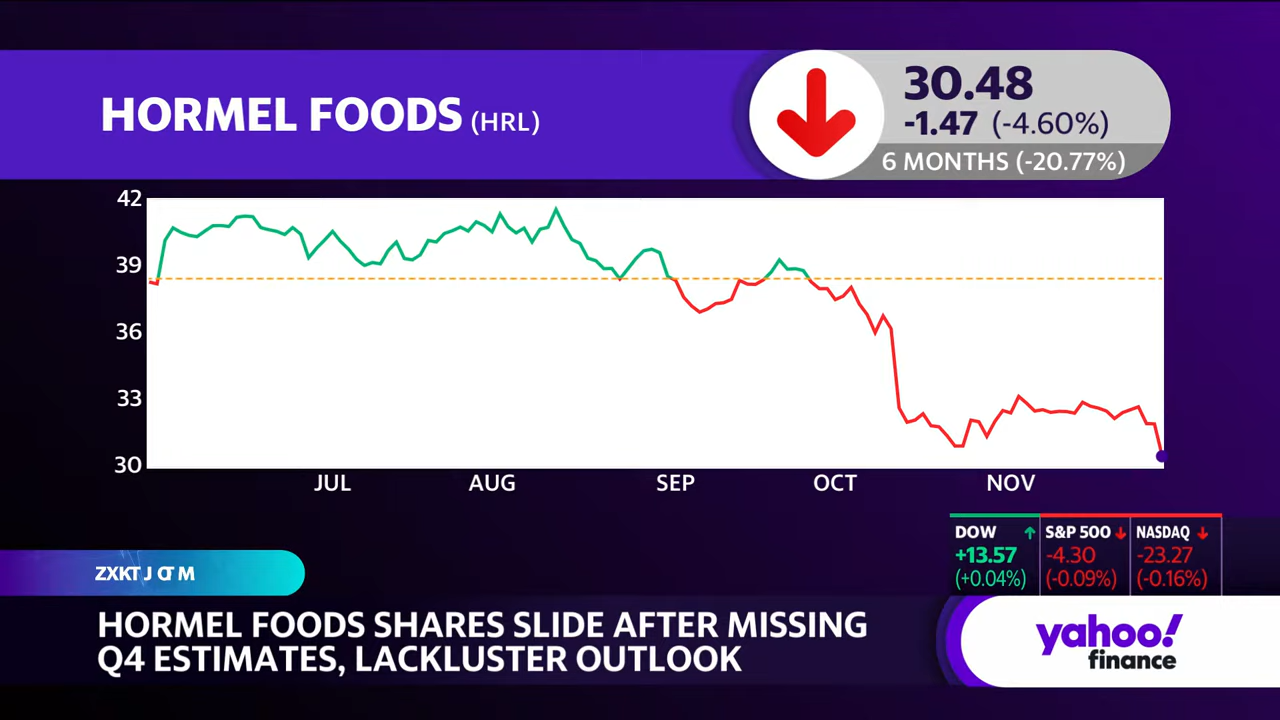 HORMEL FOODS (HRL)
30.48
-1.47 (-4.60%)
6 MONTHS (-20.77%)
42
39
36
33
30
JUL AUG SEP OCT NOV
DOW
+13.57
(+0.04%)
S&P 500
-4.30
(-0.09%)
NASDAQ
-23.27
(-0.16%)
HORMEL FOODS SHARES SLIDE AFTER MISSING
Q4 ESTIMATES, LACKLUSTER OUTLOOK
yahoo!
finance